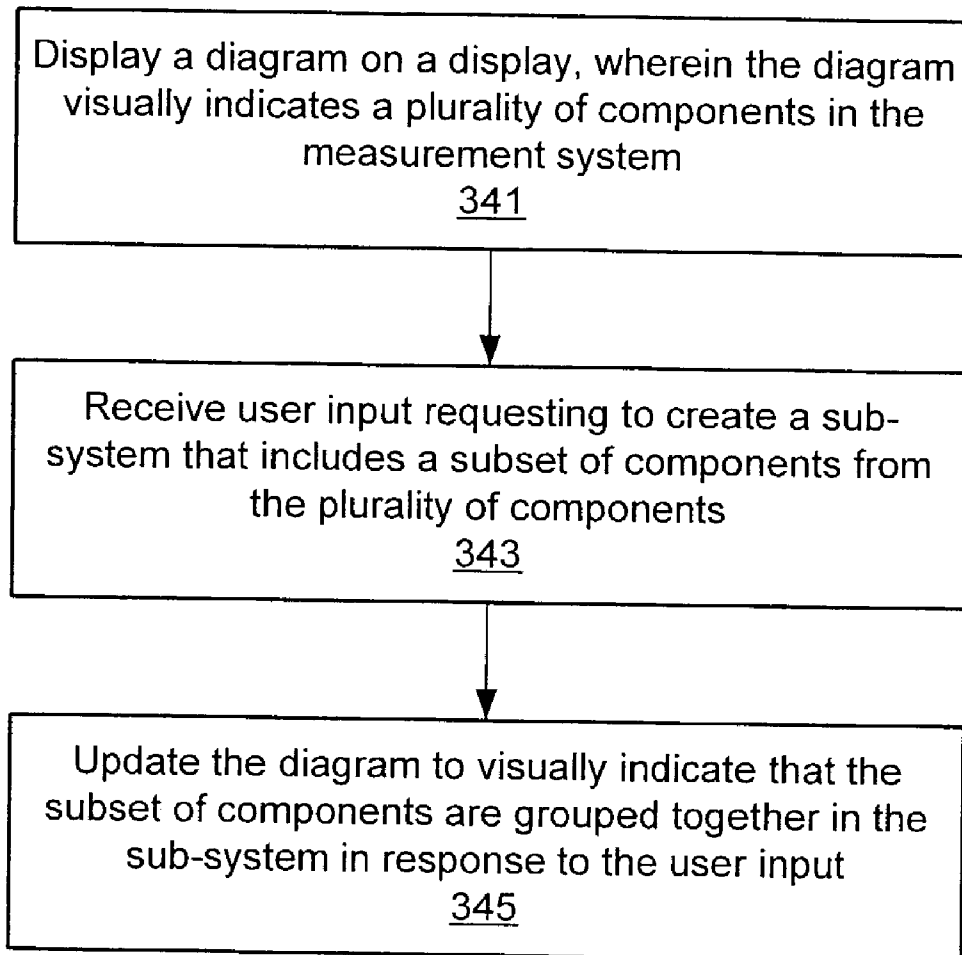 Display a diagram on a display, wherein the diagram
visually indicates a plurality of components in the
measurement system
341
Receive user input requesting to create a sub-
system that includes a subset of components from
the plurality of components
343
Update the diagram to visually indicate that the
subset of components are grouped together in the
sub-system in response to the user input
345